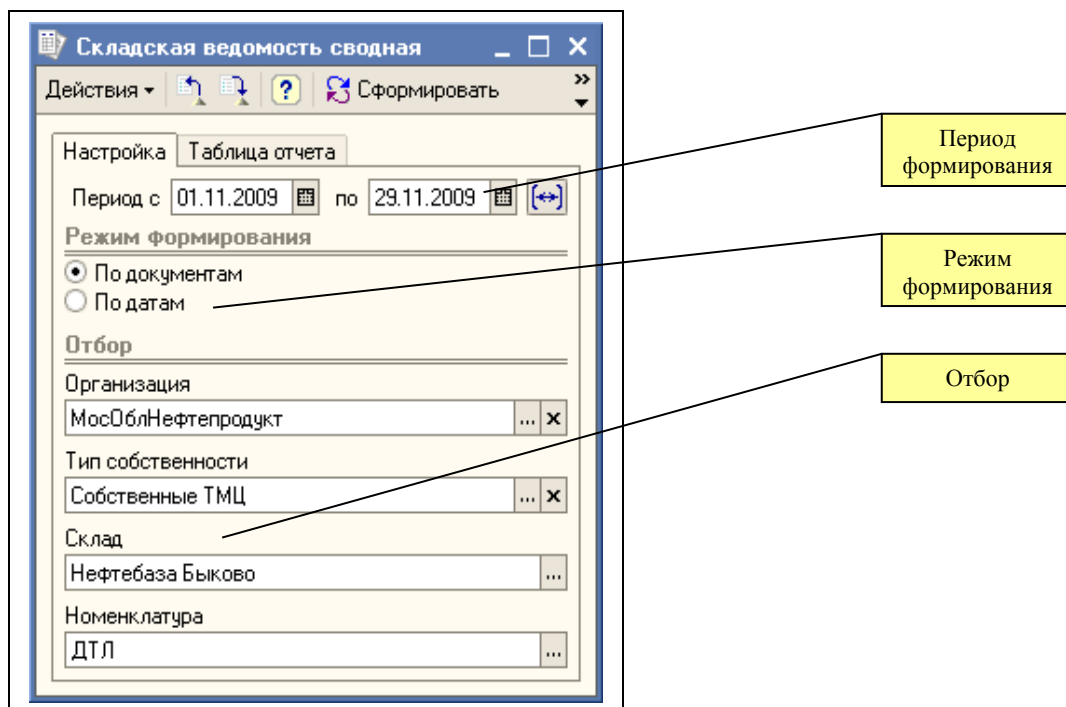 Складская ведомость сводная
Действия Сформировать
Настройка Таблица отчета
Период с 01.11.2009 по 29.11.2009
Режим формирования
По документам
По датам
Отбор
Организация
МосОблНефтепродукт ... x
Тип собственности
Собственные ТМЦ ... x
Склад
Нефтебаза Быково ...
Номенклатура
ДТЛ ...
Период
формирования
Режим
формирования
Отбор